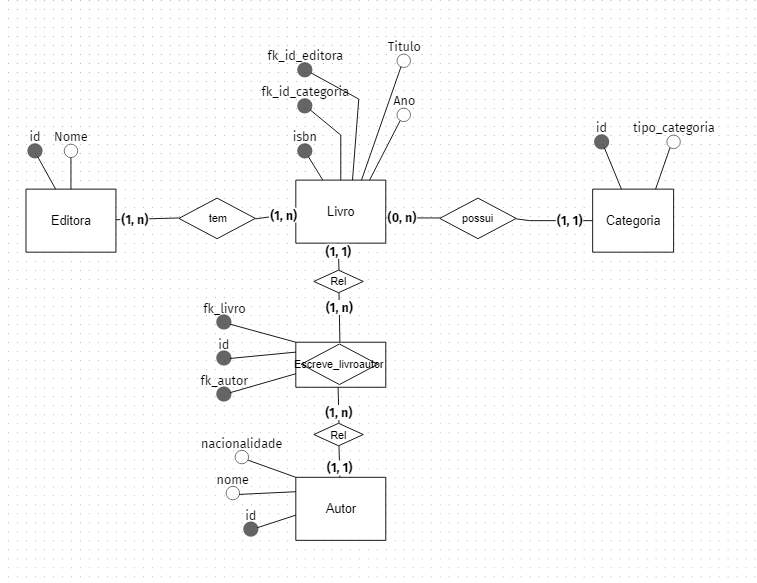 Titulo
fk_id_editora
fk_id_categoria
Ano
isbn
id
Nome
id
tipo_categoria
Editora
(1, n)
tem
(1, n)
Livro
(0, n)
possui
(1, 1)
Categoria
(1, 1)
Rel
(1, n)
fk_livro
id
Escreve_livroautor
fk_autor
(1, n)
Rel
nacionalidade
(1, 1)
nome
Autor
id